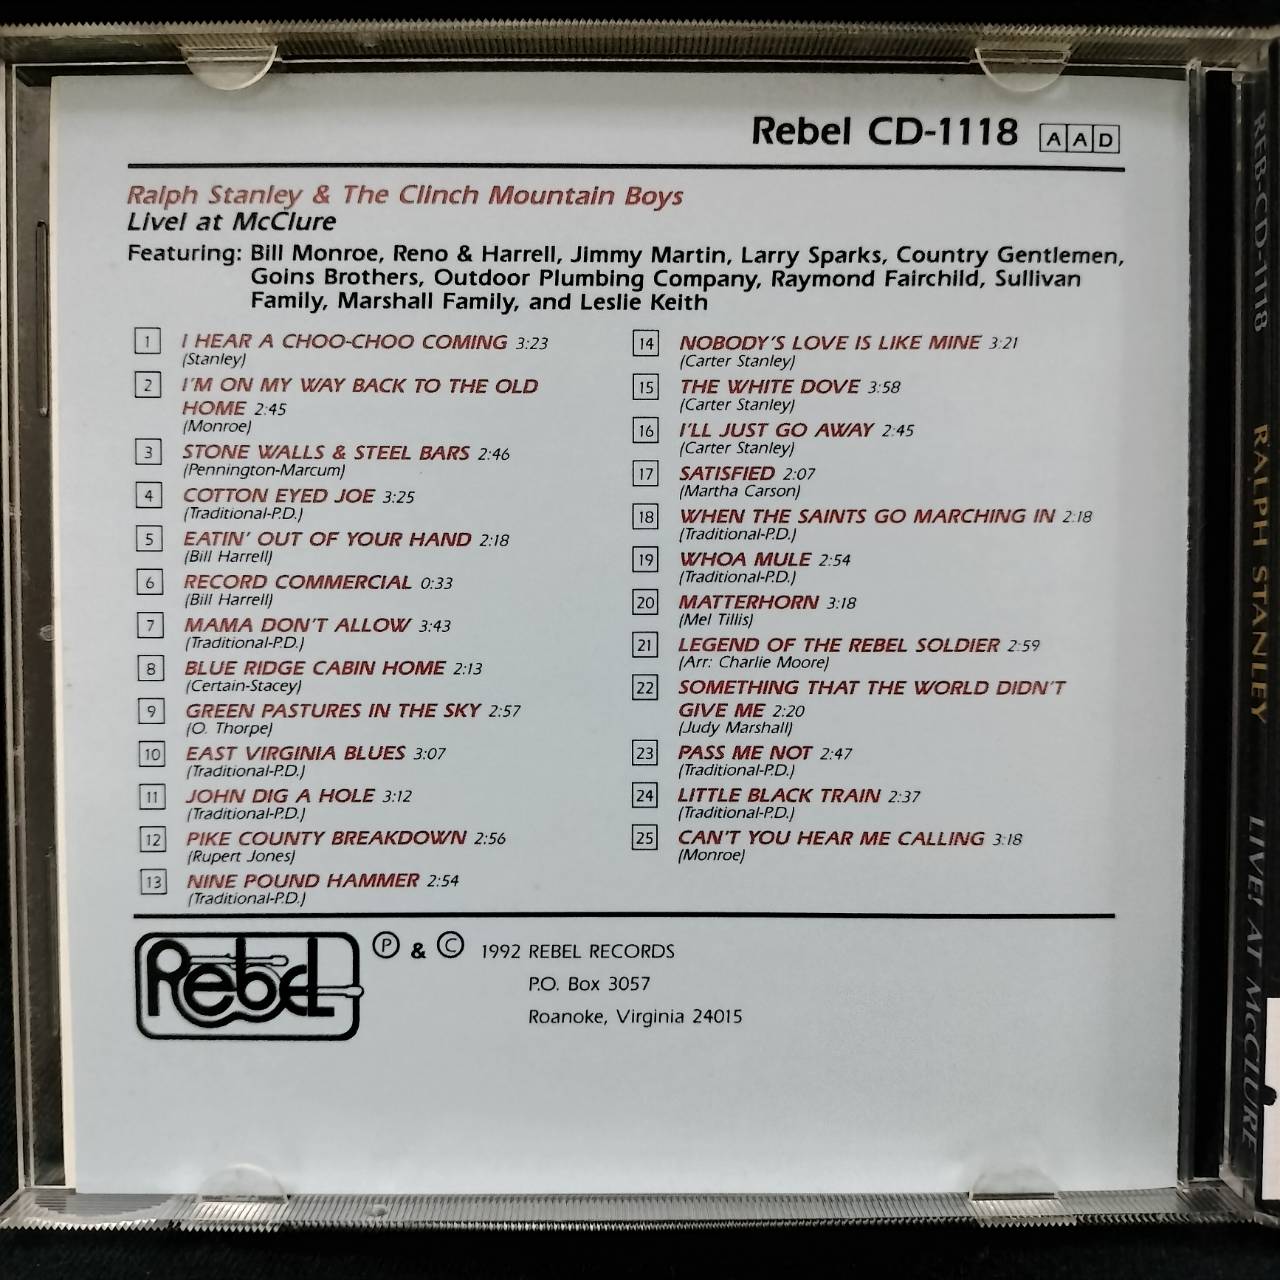 Rebel CD-1118 AAD
Ralph Stanley & The Clinch Mountain Boys
Live! at McClure
Featuring: Bill Monroe, Reno & Harrell, Jimmy Martin, Larry Sparks, Country Gentlemen,
Goins Brothers, Outdoor Plumbing Company, Raymond Fairchild, Sullivan
Family, Marshall Family, and Leslie Keith
1 I HEAR A CHOO-CHOO COMING 3:23
(Stanley)
2 I'M ON MY WAY BACK TO THE OLD
HOME 2:45
(Monroe)
3 STONE WALLS & STEEL BARS 2:46
(Pennington-Marcum)
4 COTTON EYED JOE 3:25
(Traditional-P.D.)
5 EATIN' OUT OF YOUR HAND 2:18
(Bill Harrell)
6 RECORD COMMERCIAL 0:33
(Bill Harrell)
7 MAMA DON'T ALLOW 3:43
(Traditional-P.D.)
8 BLUE RIDGE CABIN HOME 2:13
(Certain-Stacey)
9 GREEN PASTURES IN THE SKY 2:57
(O. Thorpe)
10 EAST VIRGINIA BLUES 3:07
(Traditional-P.D.)
11 JOHN DIG A HOLE 3:12
(Traditional-P.D.)
12 PIKE COUNTY BREAKDOWN 2:56
(Rupert Jones)
13 NINE POUND HAMMER 2:54
(Traditional-P.D.)
14 NOBODY'S LOVE IS LIKE MINE 3:21
(Carter Stanley)
15 THE WHITE DOVE 3:58
(Carter Stanley)
16 I'LL JUST GO AWAY 2:45
(Carter Stanley)
17 SATISFIED 2:07
(Martha Carson)
18 WHEN THE SAINTS GO MARCHING IN 2:18
(Traditional-P.D.)
19 WHOA MULE 2:54
(Traditional-P.D.)
20 MATTERHORN 3:18
(Mel Tillis)
21 LEGEND OF THE REBEL SOLDIER 2:59
(Arr: Charlie Moore)
22 SOMETHING THAT THE WORLD DIDN'T
GIVE ME 2:20
(Judy Marshall)
23 PASS ME NOT 2:47
(Traditional-P.D.)
24 LITTLE BLACK TRAIN 2:37
(Traditional-P.D.)
25 CAN'T YOU HEAR ME CALLING 3:18
(Monroe)
Rebel
Ⓟ & © 1992 REBEL RECORDS
P.O. Box 3057
Roanoke, Virginia 24015
REB-CD-1118 RALPH STANLEY LIVE! AT McCLURE